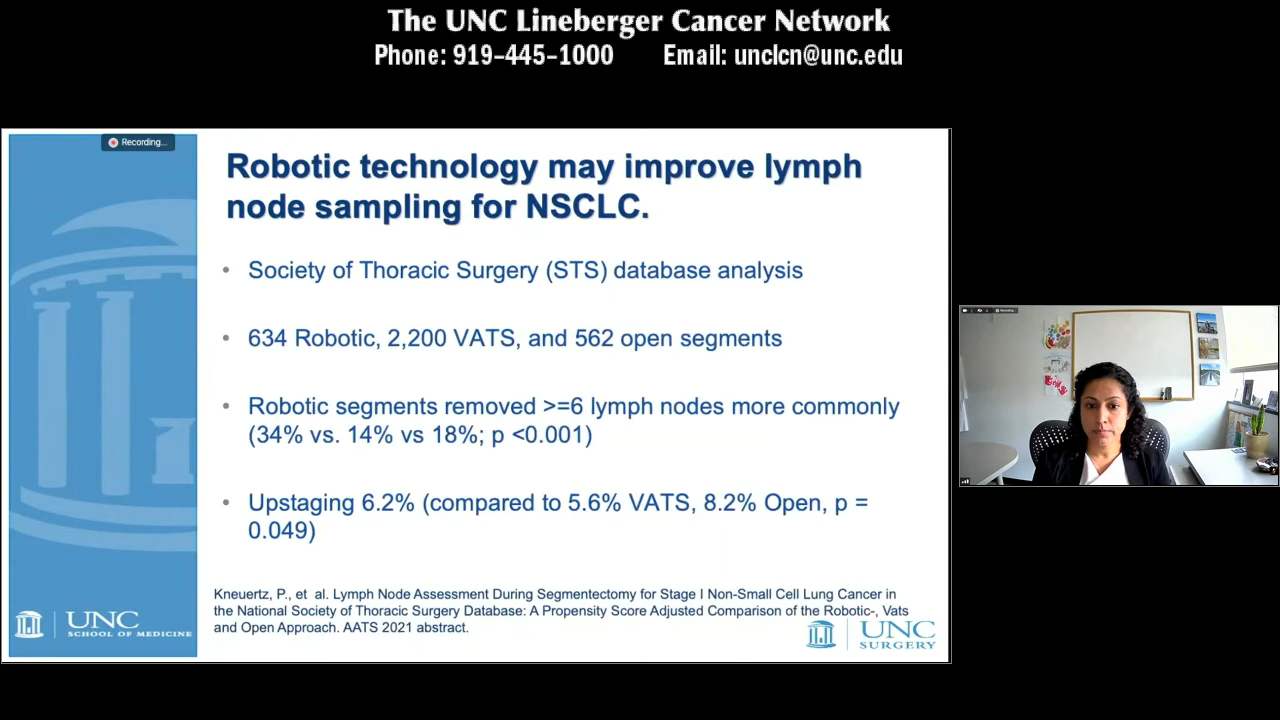 The UNC Lineberger Cancer Network
Phone: 919-445-1000 Email: unclcn@unc.edu
Recording...
Robotic technology may improve lymph
node sampling for NSCLC.
• Society of Thoracic Surgery (STS) database analysis
• 634 Robotic, 2,200 VATS, and 562 open segments
• Robotic segments removed >=6 lymph nodes more commonly
(34% vs. 14% vs 18%; p <0.001)
• Upstaging 6.2% (compared to 5.6% VATS, 8.2% Open, p =
0.049)
Kneuertz, P., et al. Lymph Node Assessment During Segmentectomy for Stage I Non-Small Cell Lung Cancer in
the National Society of Thoracic Surgery Database: A Propensity Score Adjusted Comparison of the Robotic-, Vats
and Open Approach. AATS 2021 abstract.
UNC
SCHOOL OF MEDICINE
UNC
SURGERY